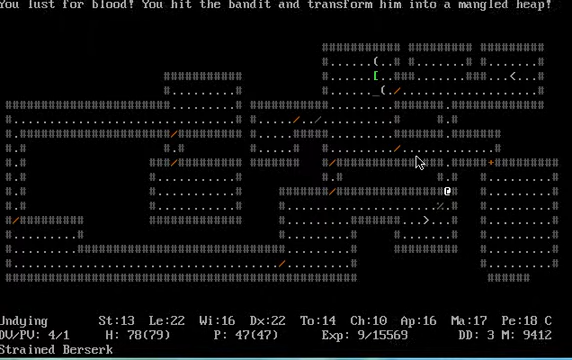 You lust for blood! You hit the bandit and transform him into a mangled heap!
Undying St:13 Le:22 Wi:16 Dx:22 To:14 Ch:10 Ap:16 Ma:17 Pe:18 C
DV/PV: 4/1 H: 78(79) P: 47(47) Exp: 9/15569 DD: 3 M: 9412
Strained Berserk